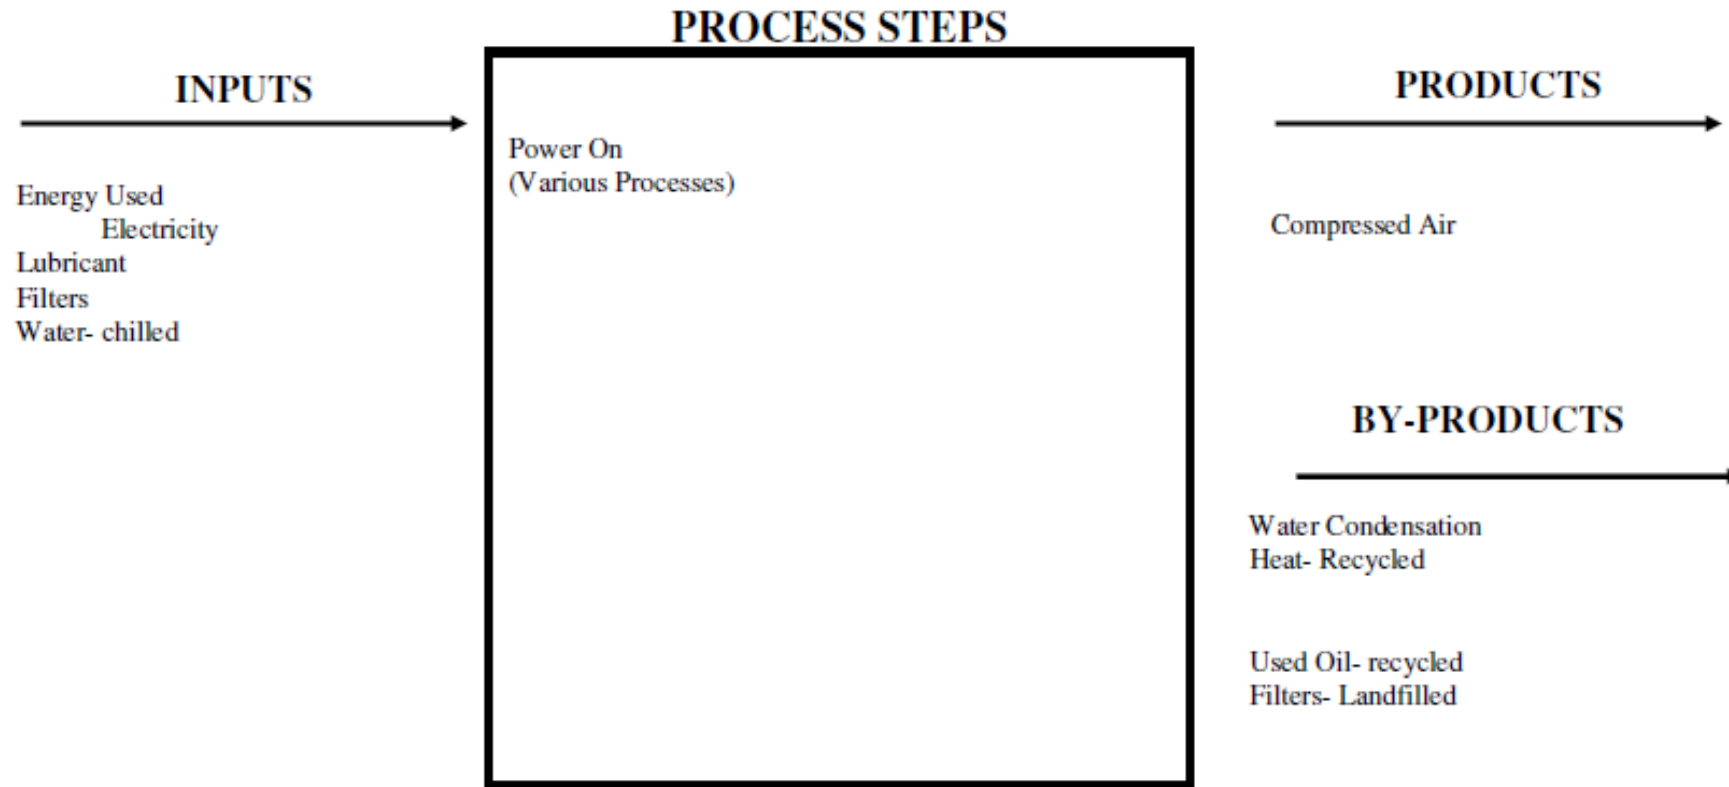 PROCESS STEPS
INPUTS
Energy Used
Electricity
Lubricant
Filters
Water- chilled
Power On
(Various Processes)
PRODUCTS
Compressed Air
BY-PRODUCTS
Water Condensation
Heat- Recycled
Used Oil- recycled
Filters- Landfilled